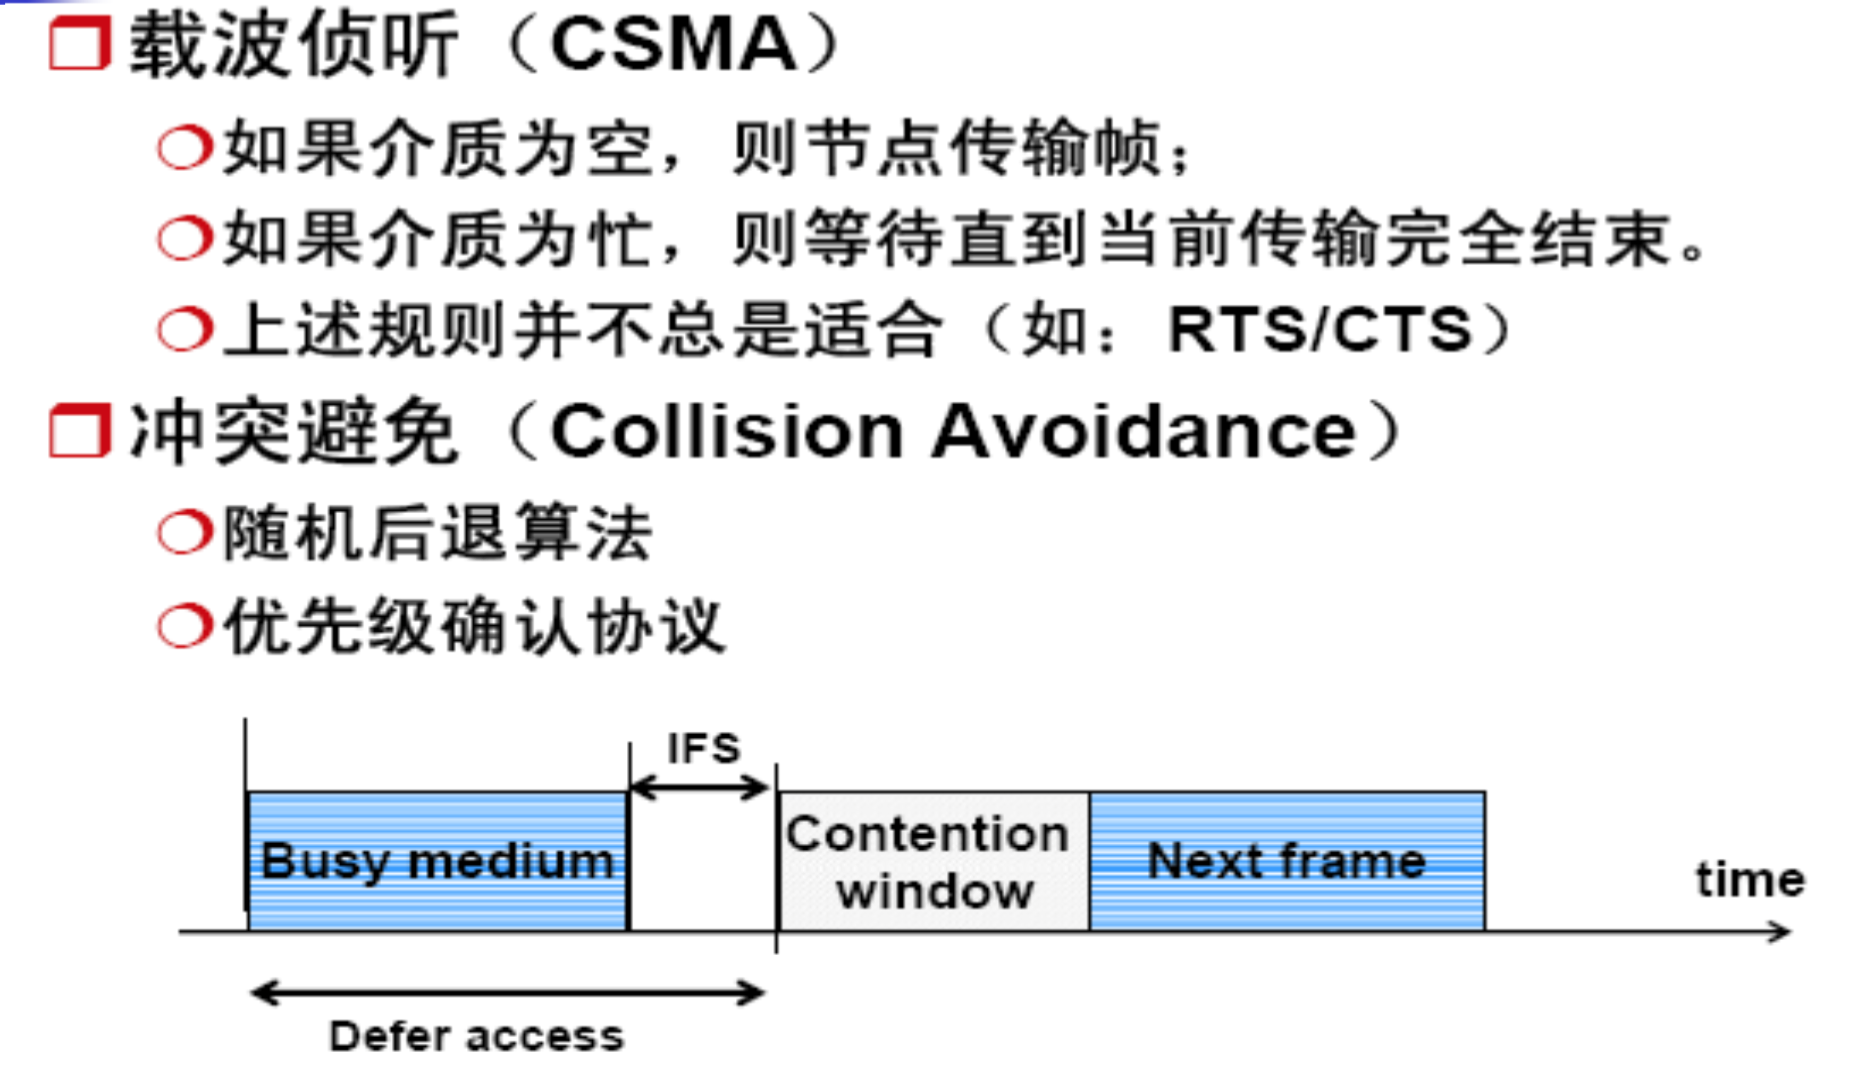 载波侦听（CSMA）
如果介质为空，则节点传输帧；
如果介质为忙，则等待直到当前传输完全结束。
上述规则并不总是适合（如：RTS/CTS）
冲突避免（Collision Avoidance）
随机后退算法
优先级确认协议
IFS
Busy medium
Contention
window
Next frame
time
Defer access